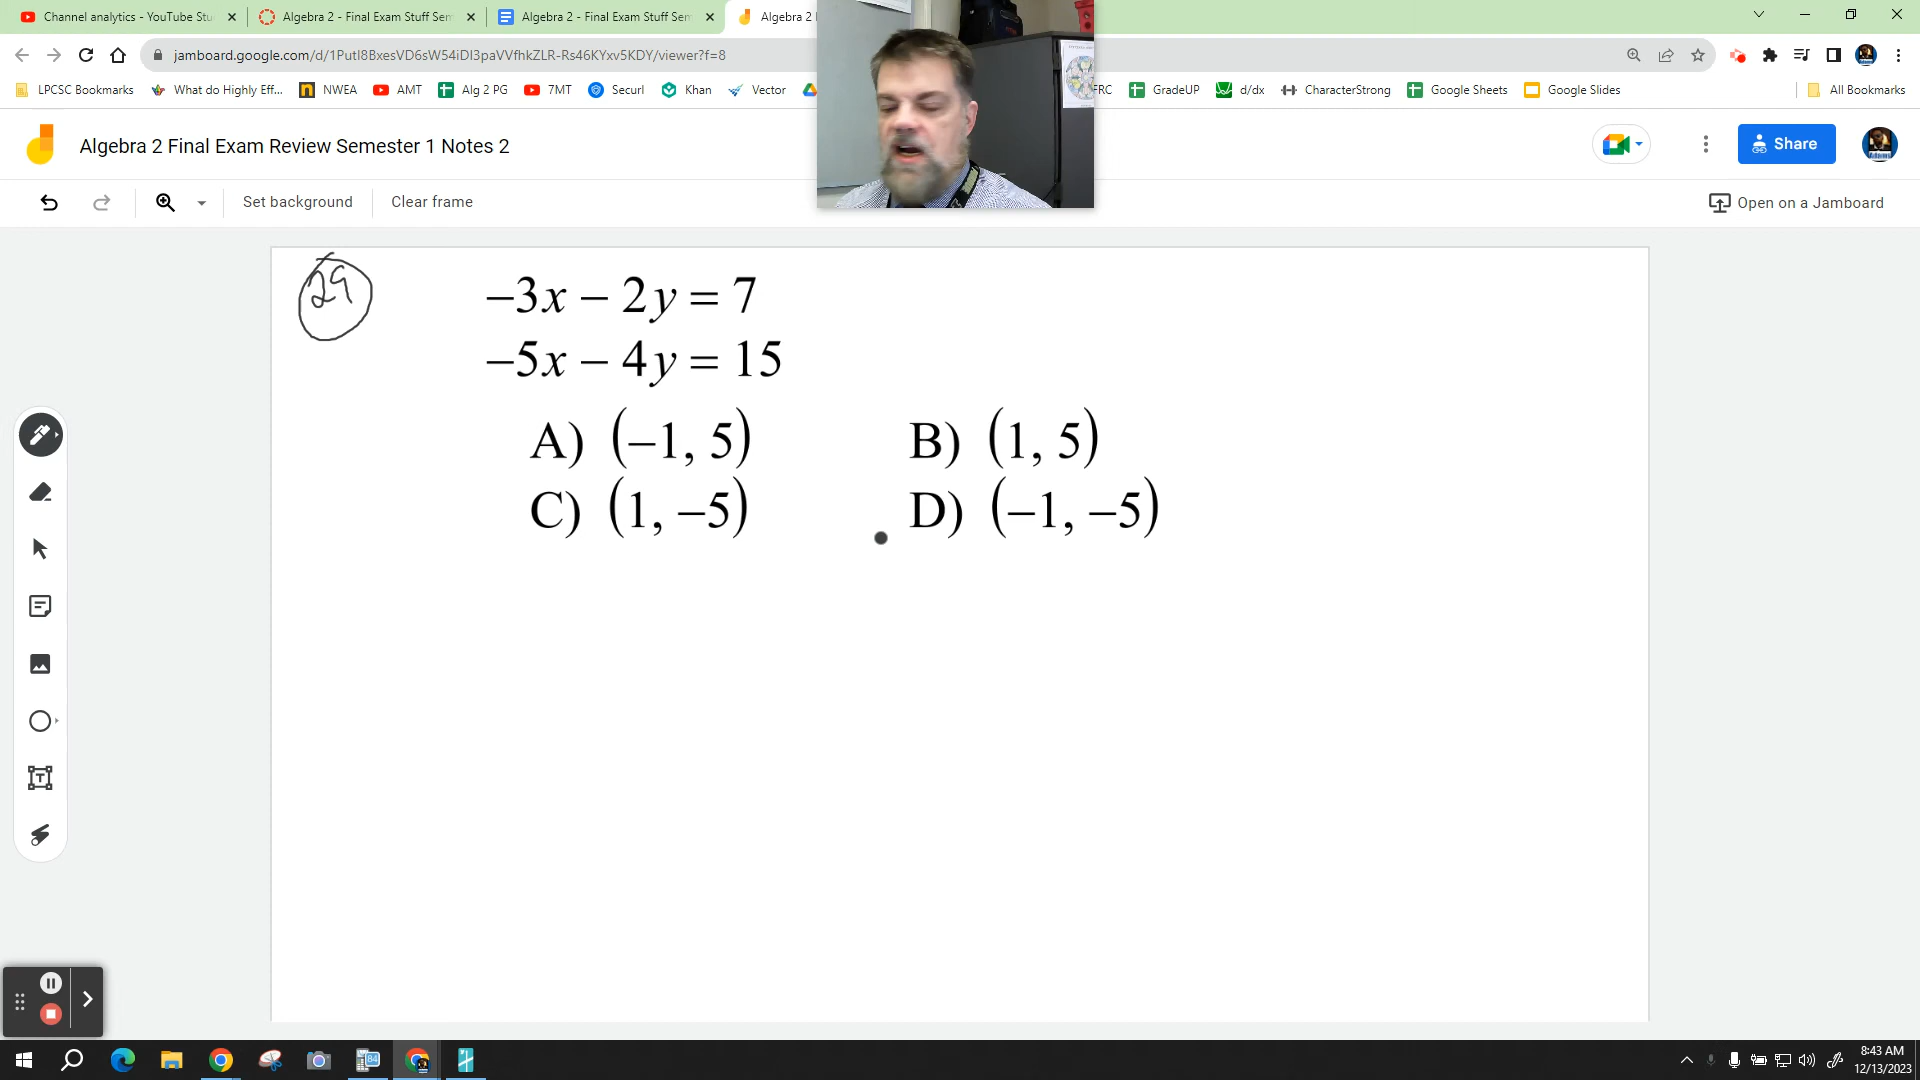 Channel analytics - YouTube Stu
Algebra 2 - Final Exam Stuff Sem
Algebra 2 - Final Exam Stuff Sem
Algebra 2
jamboard.google.com/d/1PutI8BxesVD6sW54iDI3paVVfhkZLR-Rs46KYxv5KDY/viewer?f=8
LPCSC Bookmarks
What do Highly Eff...
NWEA
AMT
Alg 2 PG
7MT
Securl
Khan
Vector
FRC
GradeUP
d/dx
CharacterStrong
Google Sheets
Google Slides
All Bookmarks
Algebra 2 Final Exam Review Semester 1 Notes 2
Share
Set background
Clear frame
Open on a Jamboard
29
−3x − 2y = 7
−5x − 4y = 15
A) (−1, 5)
B) (1, 5)
C) (1, −5)
D) (−1, −5)
8:43 AM
12/13/2023